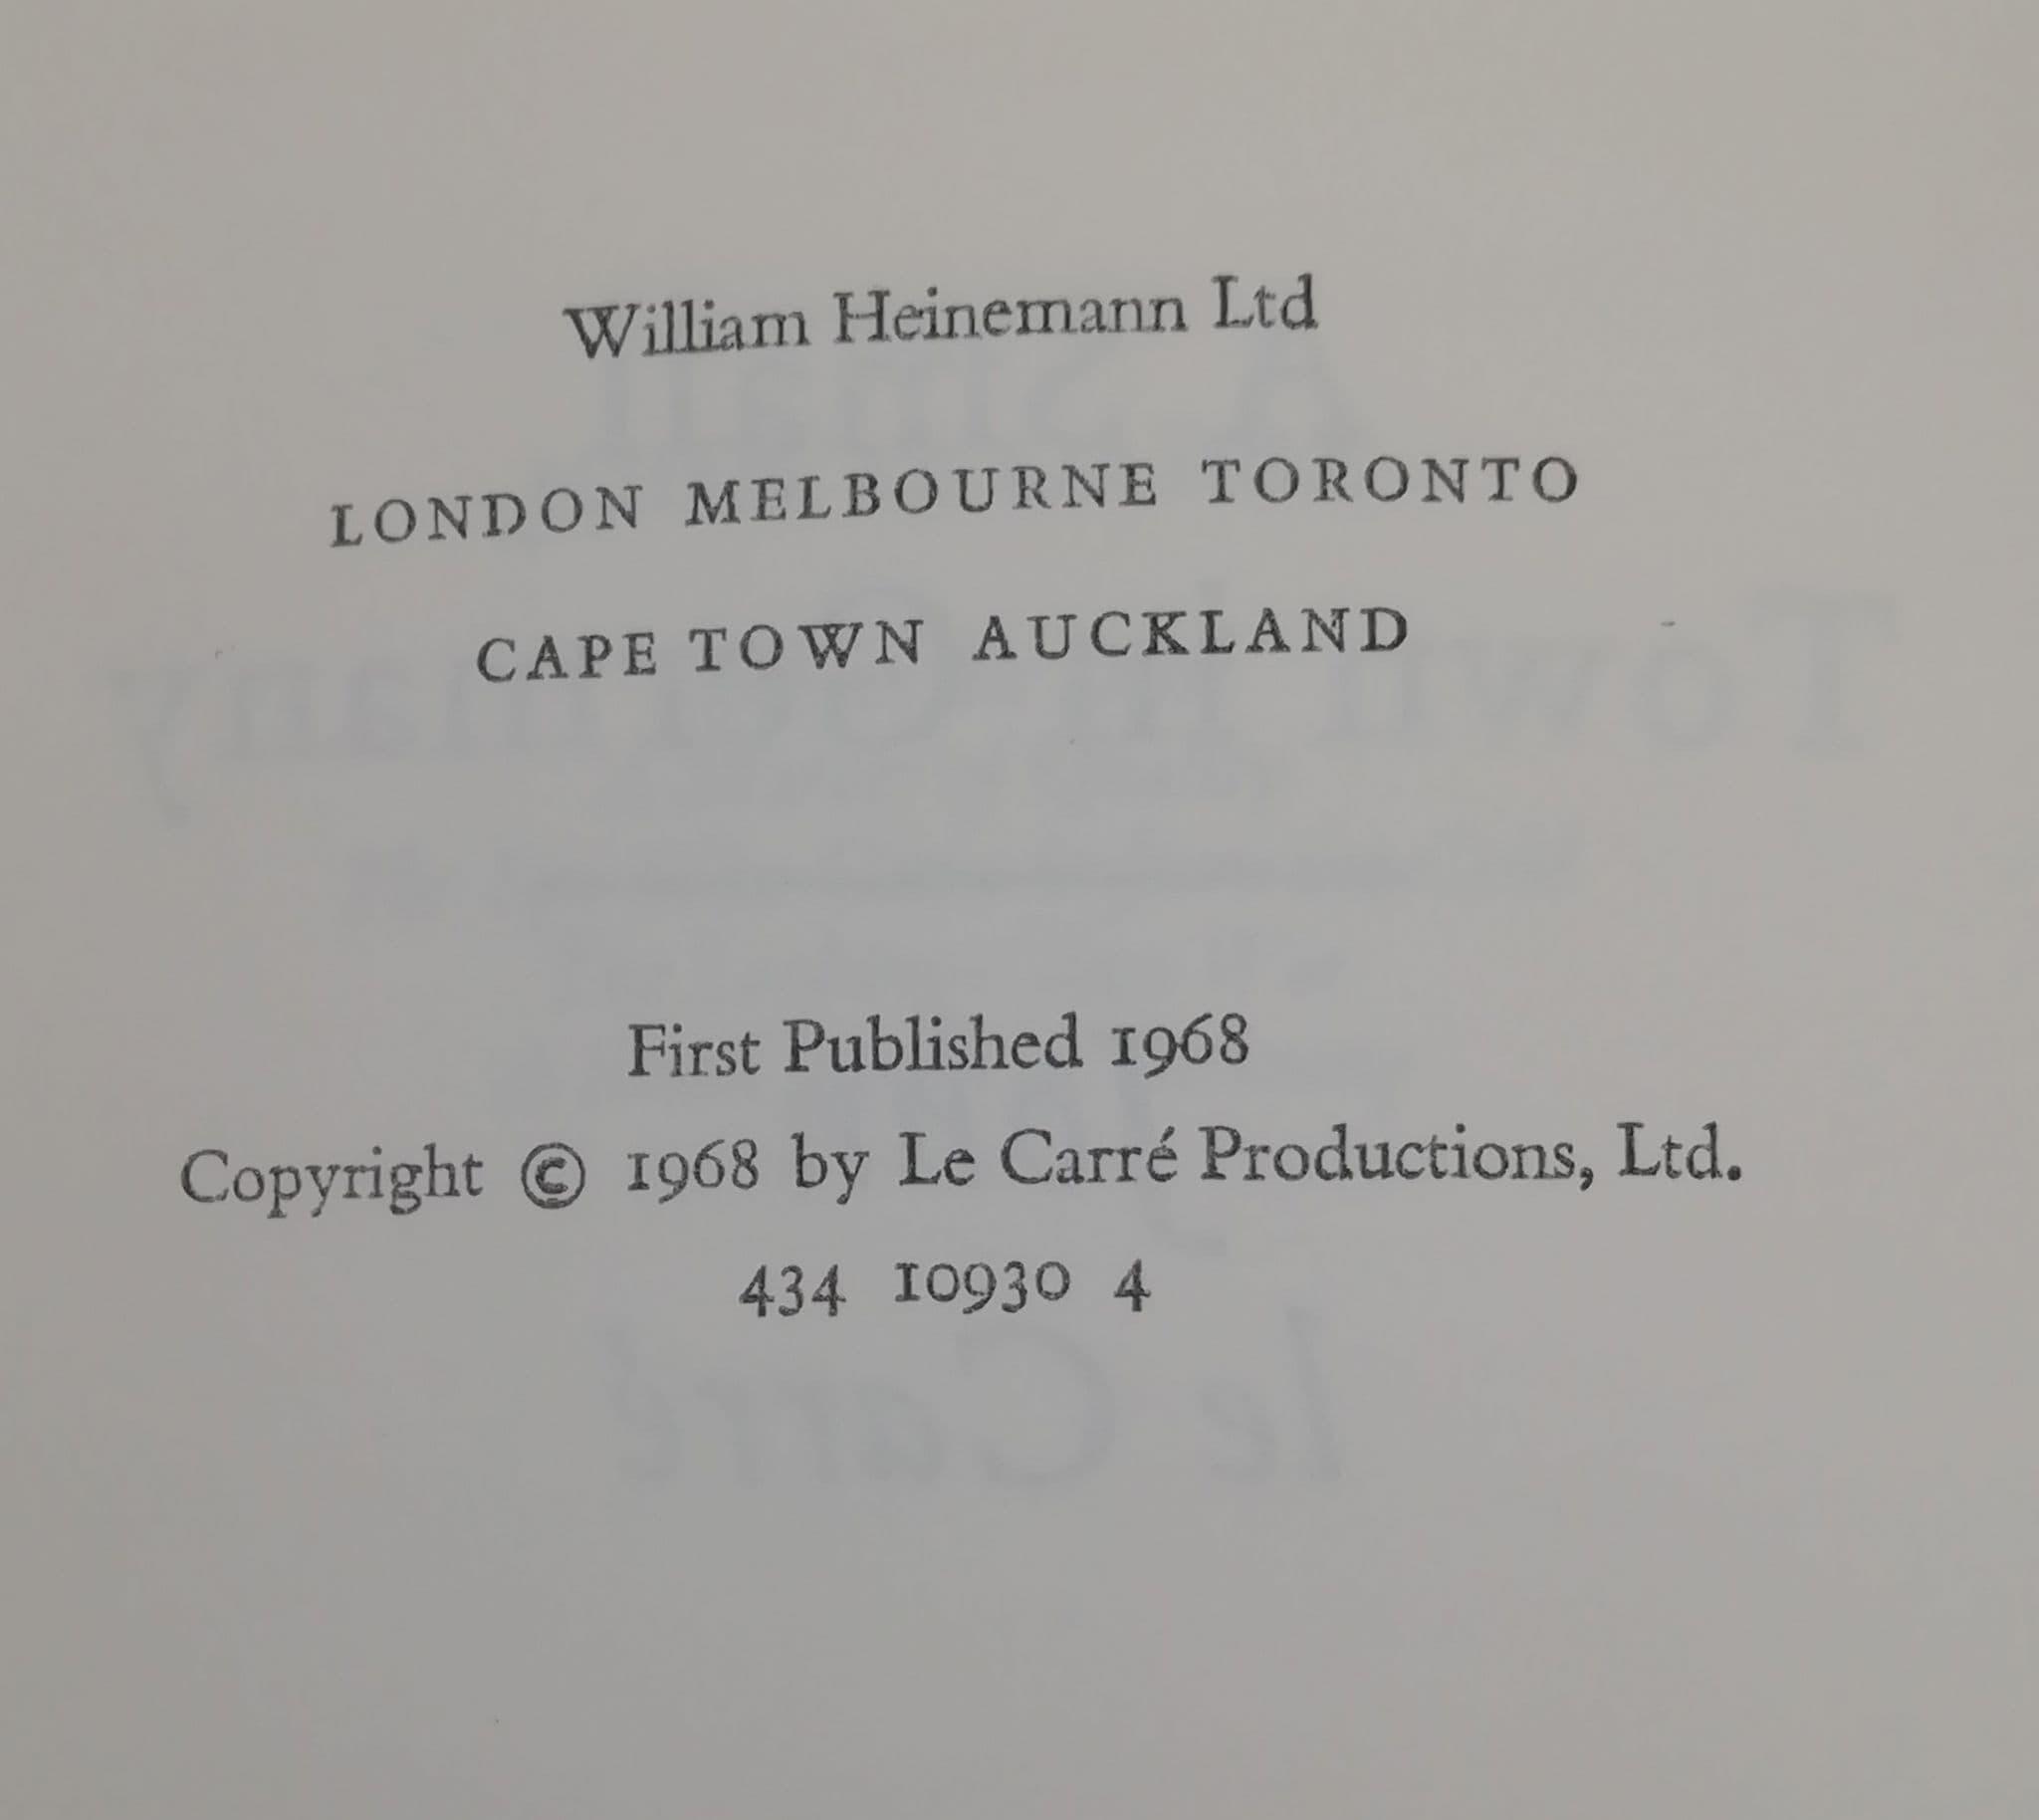 William Heinemann Ltd
LONDON MELBOURNE TORONTO
CAPE TOWN AUCKLAND
First Published 1968
Copyright © 1968 by Le Carré Productions, Ltd.
434 10930 4